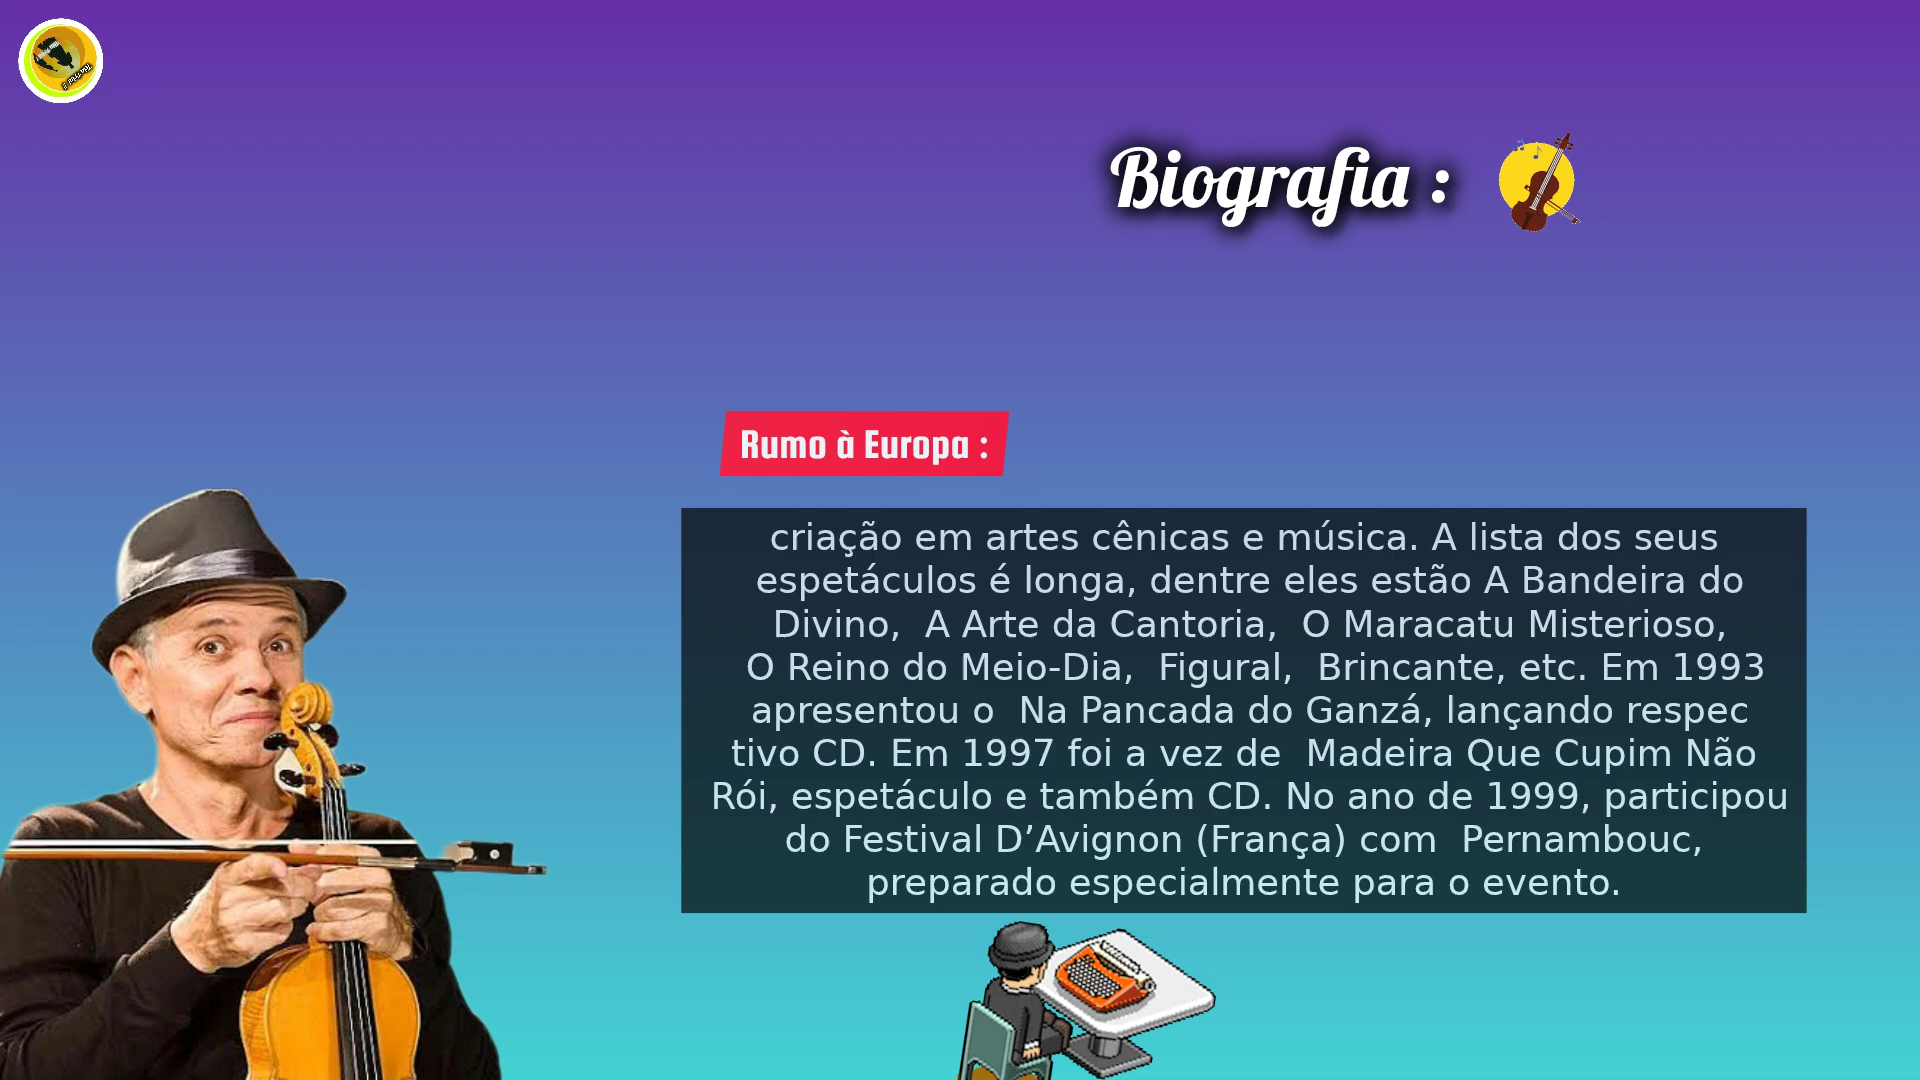 Biografia :
Rumo à Europa :
criação em artes cênicas e música. A lista dos seus
espetáculos é longa, dentre eles estão A Bandeira do
Divino,  A Arte da Cantoria,  O Maracatu Misterioso,
O Reino do Meio-Dia,  Figural,  Brincante, etc. Em 1993
apresentou o  Na Pancada do Ganzá, lançando respec
tivo CD. Em 1997 foi a vez de  Madeira Que Cupim Não
Rói, espetáculo e também CD. No ano de 1999, participou
do Festival D’Avignon (França) com  Pernambouc,
preparado especialmente para o evento.